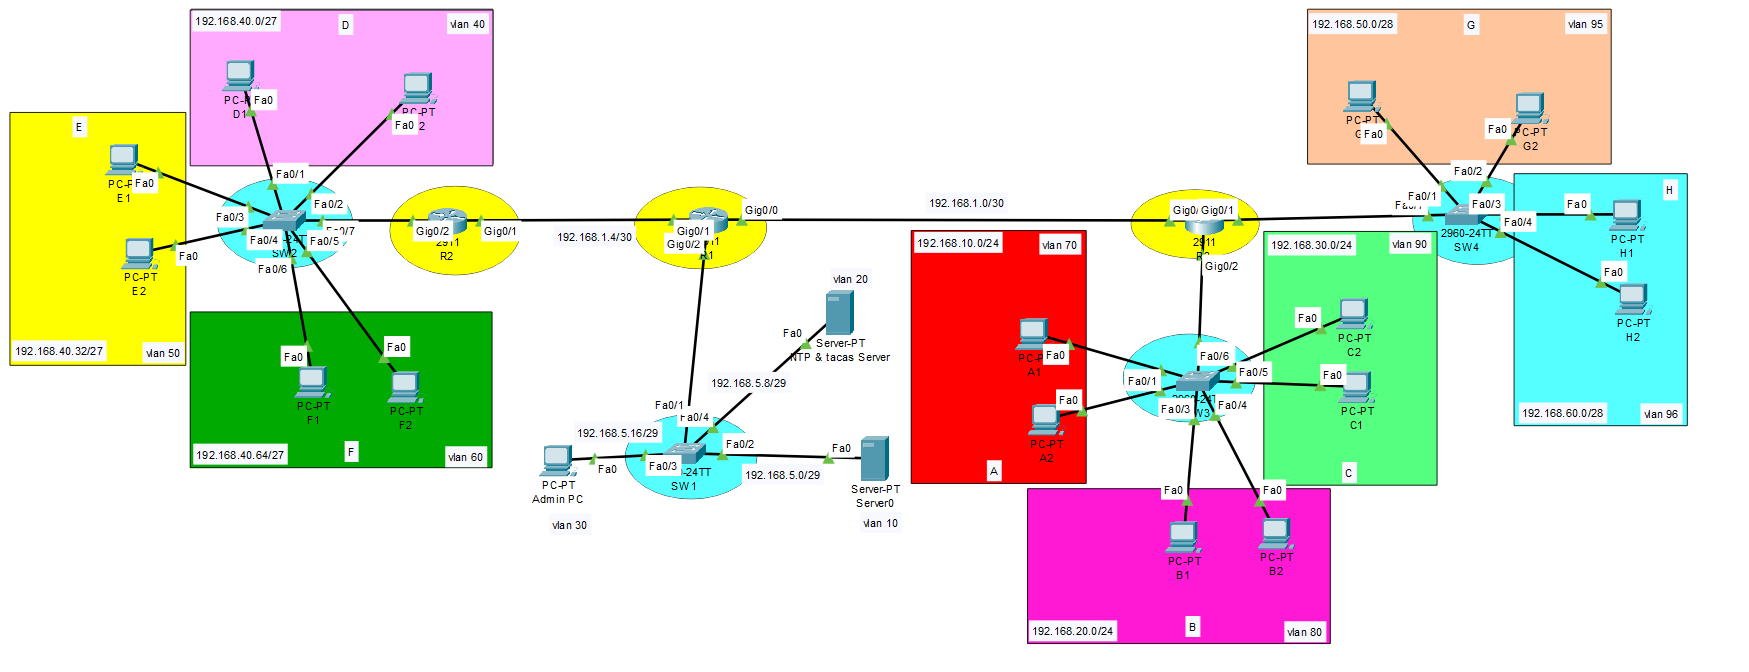 192.168.40.0/27
D
vlan 40
D1
Fa0
PC-PT
Fa0
E
PC-PT
Fa0
E1
PC-PT
E2
Fa0
192.168.40.32/27
vlan 50
Fa0/1
Fa0/2
Fa0/3
Fa0/4
Fa0/5
Fa0/6
SW2
Gig0/2
Gig0/1
2911
R2
192.168.1.4/30
Gig0/1
Gig0/2
Gig0/0
192.168.1.0/30
Fa0
PC-PT
F1
Fa0
PC-PT
F2
192.168.40.64/27
F
vlan 60
vlan 20
Fa0
Server-PT
NTP & tacas Server
192.168.5.8/29
Fa0/1
Fa0/4
192.168.5.16/29
Fa0/2
Fa0/3
SW1
Fa0
PC-PT
Admin PC
vlan 30
192.168.5.0/29
Fa0
Server-PT
Server0
vlan 10
Gig0/1
2911
Gig0/2
192.168.10.0/24
vlan 70
Fa0
A1
Fa0
PC-PT
A2
A
192.168.30.0/24
vlan 90
Fa0
PC-PT
C2
Fa0
PC-PT
C1
C
Fa0/6
Fa0/5
Fa0/1
Fa0/3
Fa0/4
Fa0
PC-PT
B1
Fa0
PC-PT
B2
192.168.20.0/24
B
vlan 80
192.168.50.0/28
G
vlan 95
PC-PT
Fa0
Fa0
PC-PT
G2
Fa0/2
Fa0/1
Fa0/3
Fa0/4
2960-24TT
SW4
H
Fa0
PC-PT
H1
Fa0
PC-PT
H2
192.168.60.0/28
vlan 96